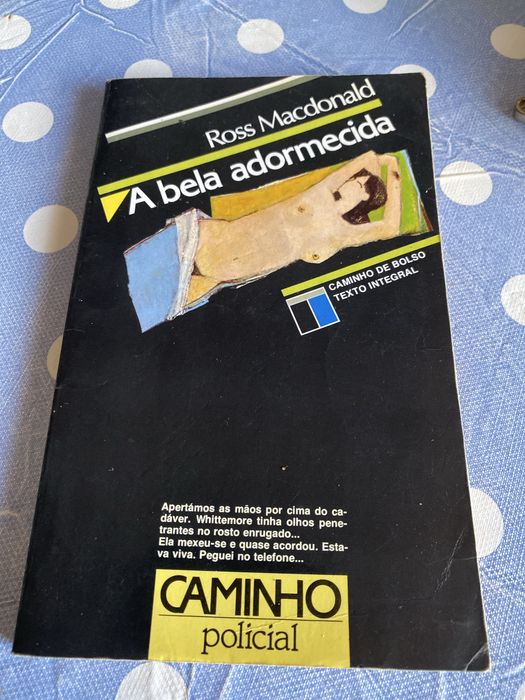 Ross Macdonald
A bela adormecida
CAMINHO DE BOLSO
TEXTO INTEGRAL
Apertámos as mãos por cima do ca-
dáver. Whittemore tinha olhos pene-
trantes no rosto enrugado...
Ela mexeu-se e quase acordou. Esta-
va viva. Peguei no telefone...
CAMINHO
policial